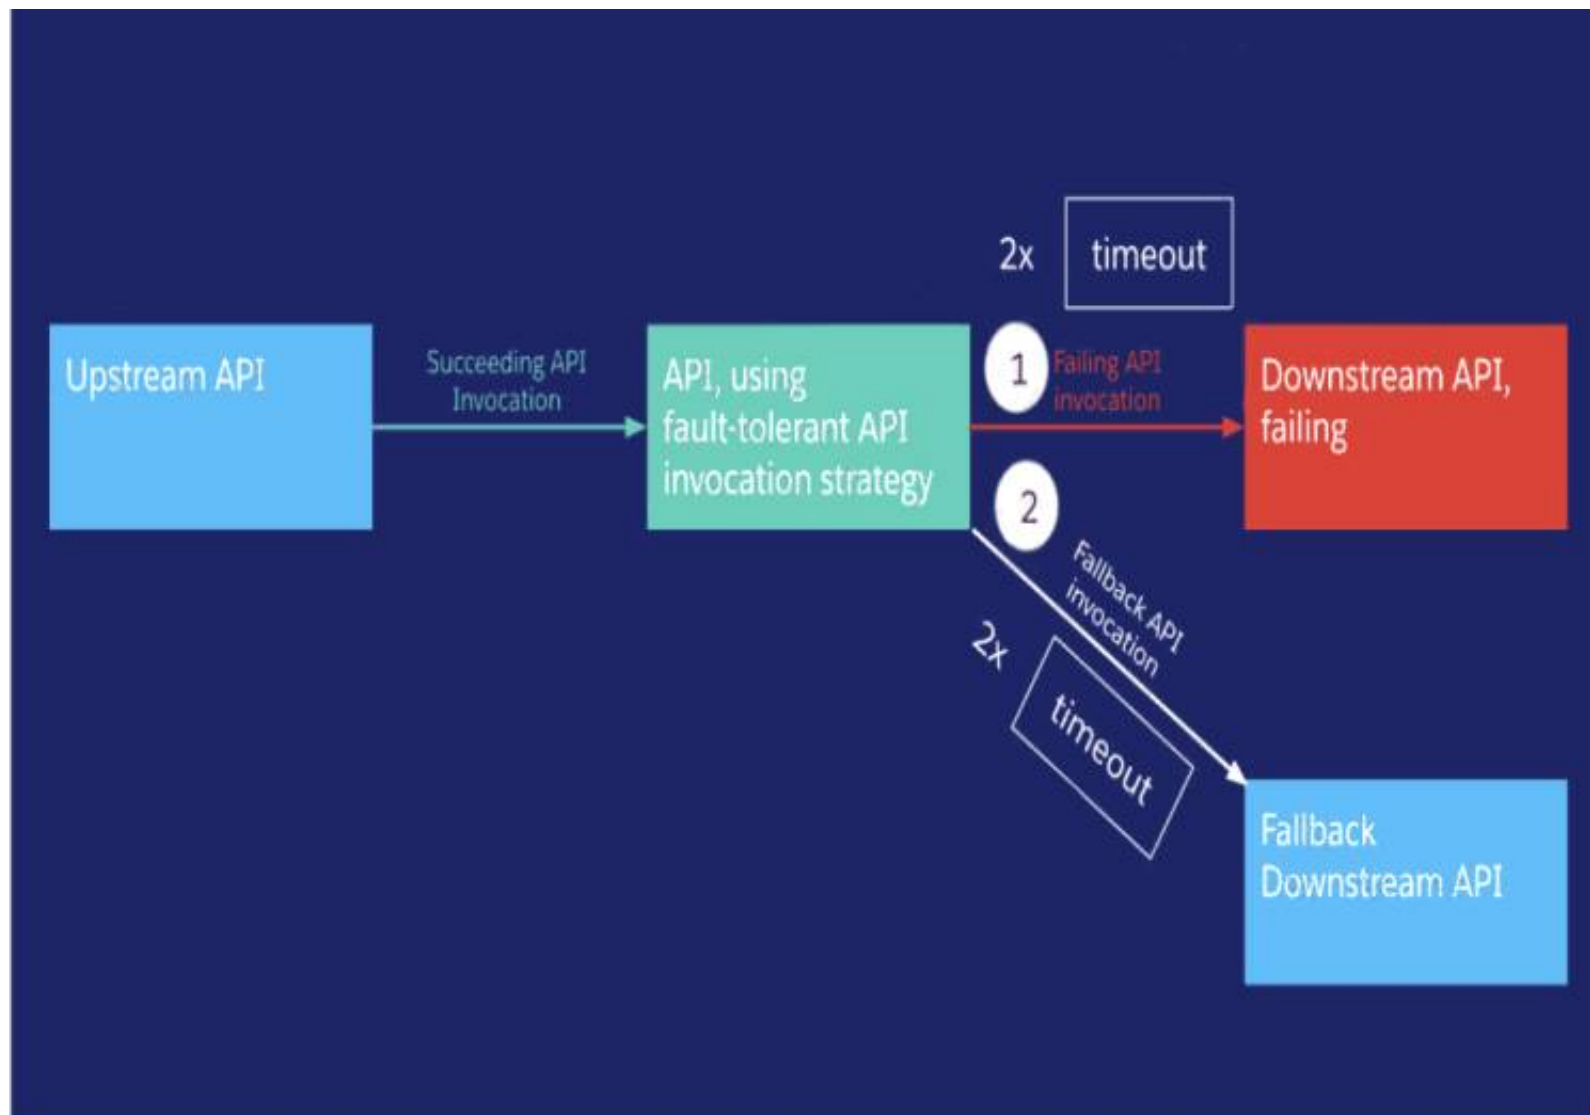 2x
timeout
Upstream API
Succeeding API
Invocation
API, using
fault-tolerant API
invocation strategy
1
Failing API
invocation
Downstream API,
failing
2
Fallback API
invocation
2x
timeout
Fallback
Downstream API